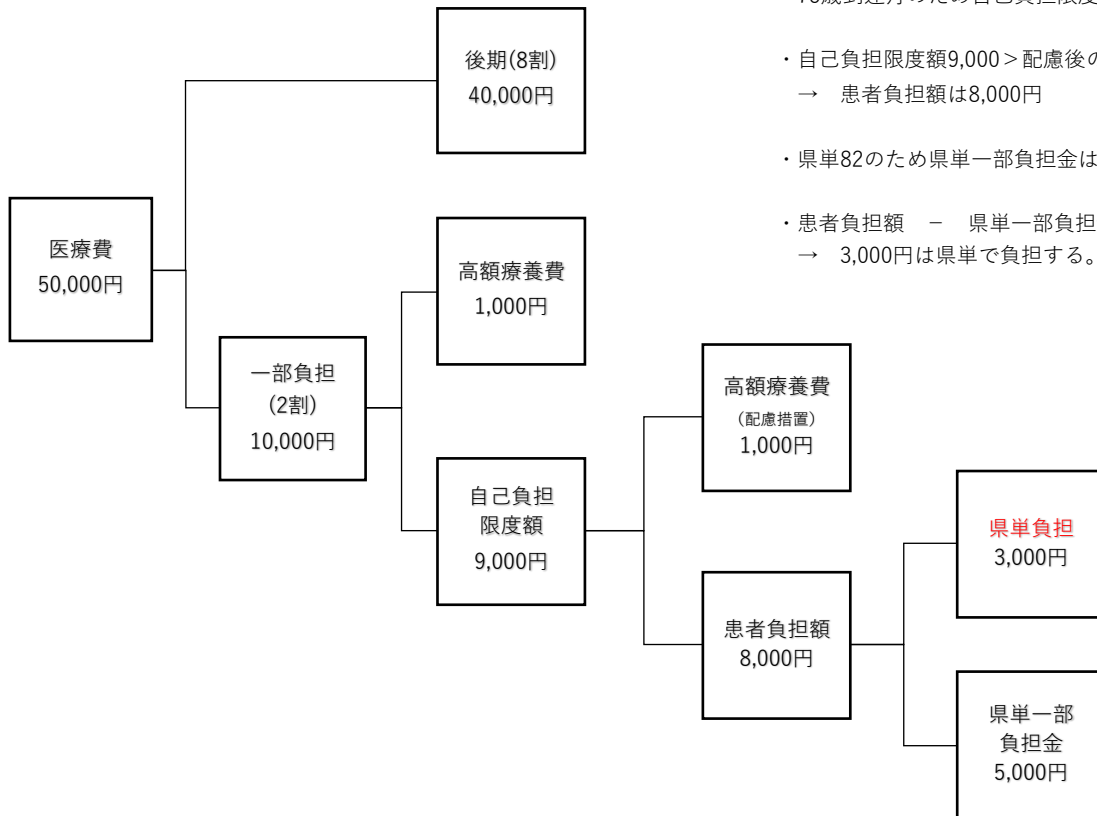 後期(8割)
40,000円
・自己負担限度額9,000＞配慮後の
→　患者負担額は8,000円
・県単82のため県単一部負担金は
・患者負担額　－　県単一部負担
→　3,000円は県単で負担する。
医療費
50,000円
高額療養費
1,000円
一部負担
(2割)
10,000円
高額療養費
(配慮措置)
1,000円
自己負担
限度額
9,000円
県単負担
3,000円
患者負担額
8,000円
県単一部
負担金
5,000円